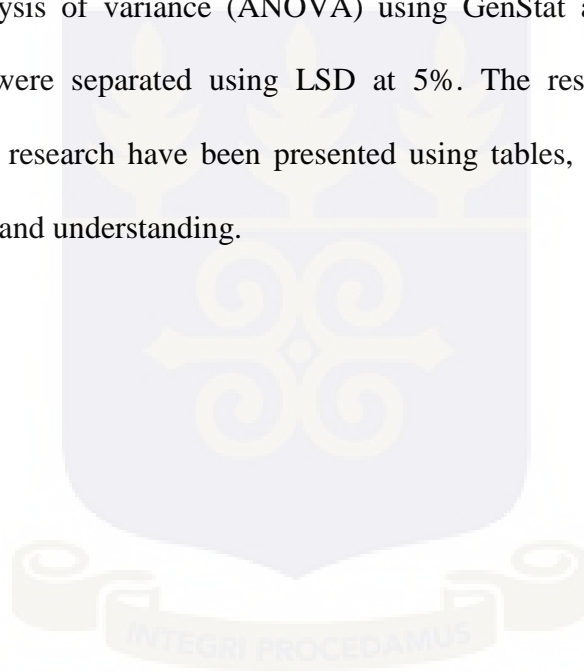 ysis of variance (ANOVA) using GenStat a
were separated using LSD at 5%. The res
research have been presented using tables,
and understanding.
INTEGRI PROCEDAMUS